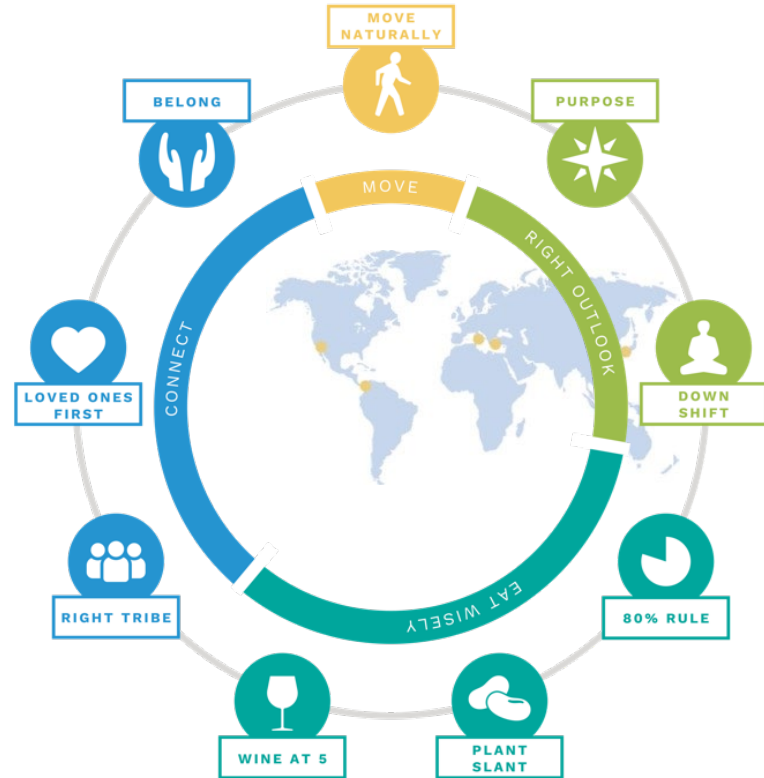 MOVE
NATURALLY
BELONG
PURPOSE
MOVE
RIGHT OUTLOOK
CONNECT
LOVED ONES
FIRST
DOWN
SHIFT
EAT WISELY
RIGHT TRIBE
80% RULE
WINE AT 5
PLANT
SLANT